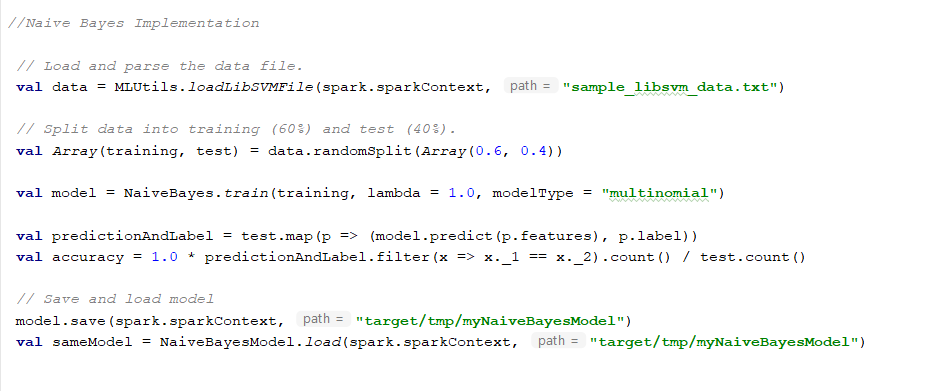 //Naive Bayes Implementation
// Load and parse the data file.
val data = MLUtils.loadLibSVMFile(spark.sparkContext, path = "sample_libsvm_data.txt")
// Split data into training (60%) and test (40%).
val Array(training, test) = data.randomSplit(Array(0.6, 0.4))
val model = NaiveBayes.train(training, lambda = 1.0, modelType = "multinomial")
val predictionAndLabel = test.map(p => (model.predict(p.features), p.label))
val accuracy = 1.0 * predictionAndLabel.filter(x => x._1 == x._2).count() / test.count()
// Save and load model
model.save(spark.sparkContext, path = "target/tmp/myNaiveBayesModel")
val sameModel = NaiveBayesModel.load(spark.sparkContext, path = "target/tmp/myNaiveBayesModel")